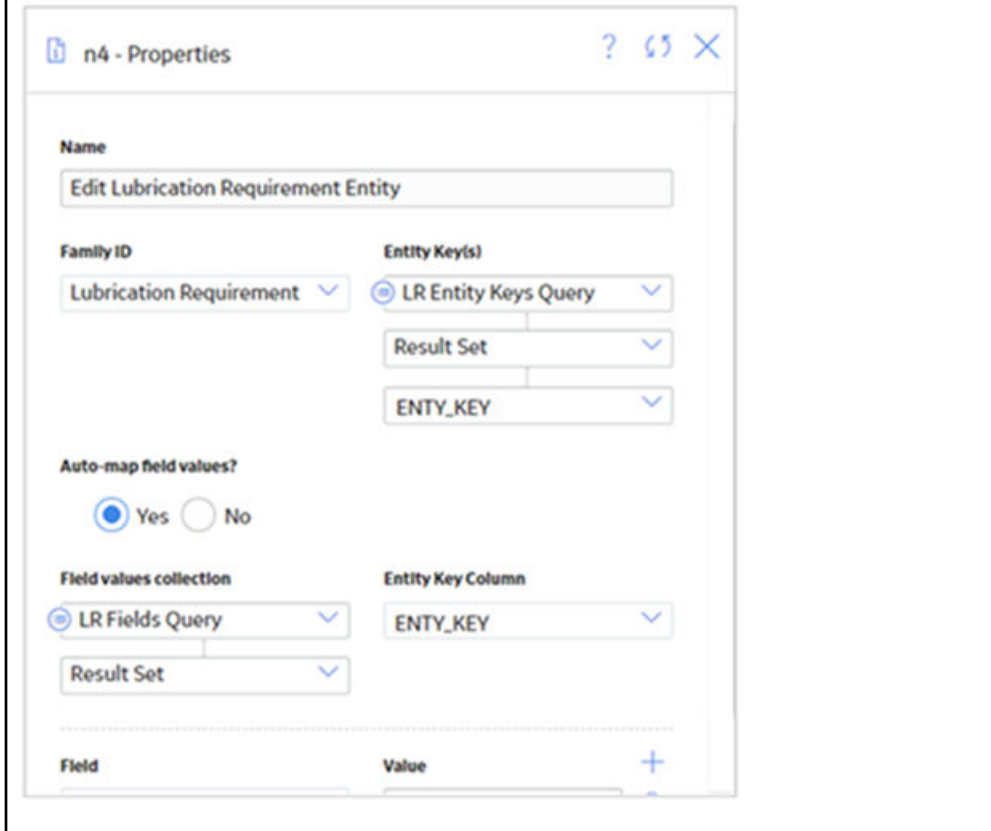 n4 - Properties
?
Name
Edit Lubrication Requirement Entity
Family ID
Entity Key(s)
Lubrication Requirement
LR Entity Keys Query
Result Set
ENTY_KEY
Auto-map field values?
Yes No
Field values collection
Entity Key Column
LR Fields Query
ENTY_KEY
Result Set
Field
Value